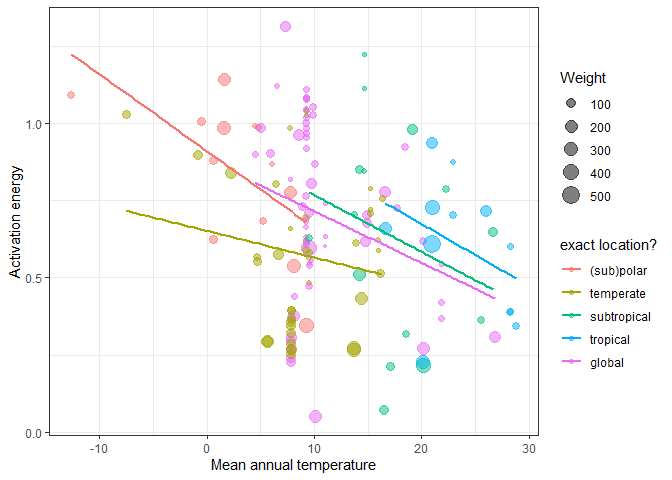 1.0
0.5
0.0
Activation energy
-10
0
10
20
30
Mean annual temperature
Weight
100
200
300
400
500
exact location?
(sub)polar
temperate
subtropical
tropical
global